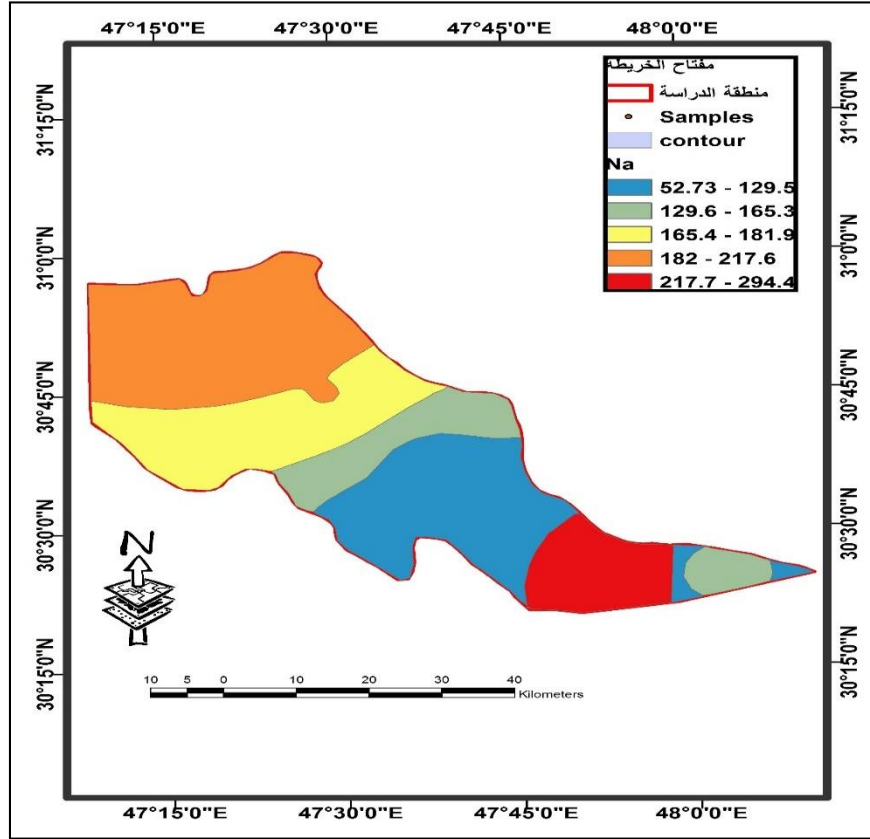 47°15'0"E 47°30'0"E 47°45'0"E 48°0'0"E
مفتاح الخريطة
منطقة الدراسة
Samples
contour
Na
52.73 - 129.5
129.6 - 165.3
165.4 - 181.9
182 - 217.6
217.7 - 294.4
31°15'0"N 31°15'0"N
31°0'0"N 31°0'0"N
30°45'0"N 30°45'0"N
30°30'0"N 30°30'0"N
30°15'0"N 30°15'0"N
N
10 5 0 10 20 30 40
Kilometers
47°15'0"E 47°30'0"E 47°45'0"E 48°0'0"E